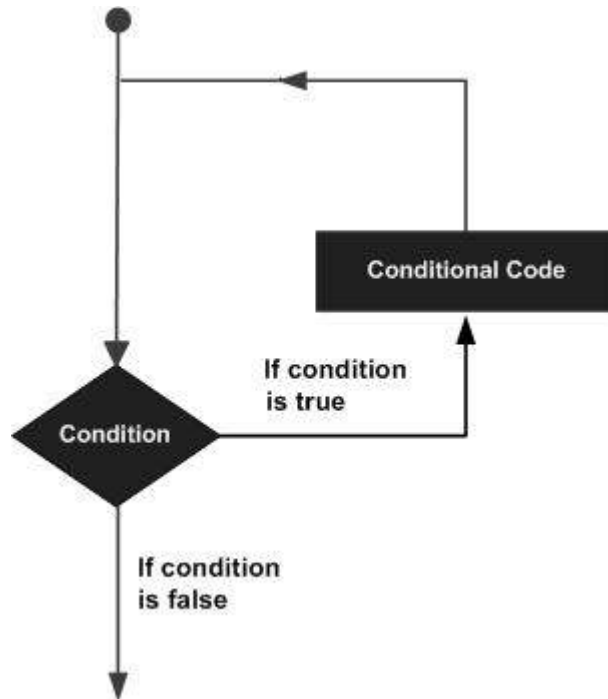 Conditional Code
If condition
is true
Condition
If condition
is false